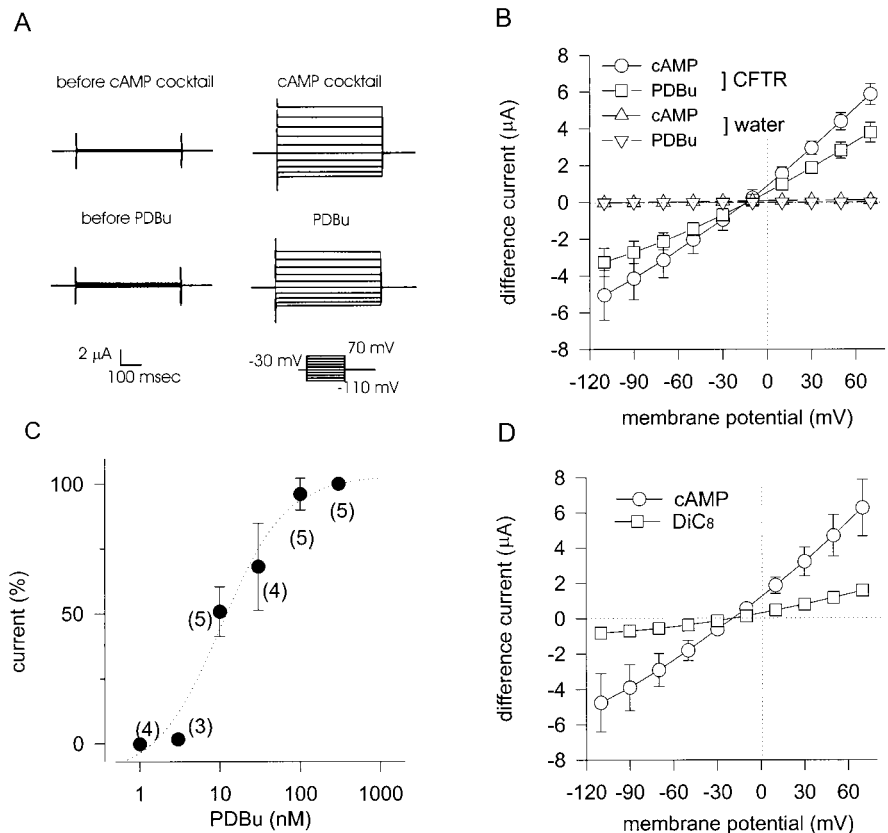 A
before cAMP cocktail
cAMP cocktail
before PDBu
PDBu
2 μA
100 msec
-30 mV
70 mV
-110 mV
B
cAMP
PDBu
] CFTR
cAMP
PDBu
] water
difference current (μA)
8
6
4
2
0
-2
-4
-6
-8
-120 -90 -60 -30 0 30 60
membrane potential (mV)
C
current (%)
100
50
0
(4)
(3)
(5)
(4)
(5)
(5)
1 10 100 1000
PDBu (nM)
D
cAMP
DiC8
difference current (μA)
8
6
4
2
0
-2
-4
-6
-8
-120 -90 -60 -30 0 30 60
membrane potential (mV)